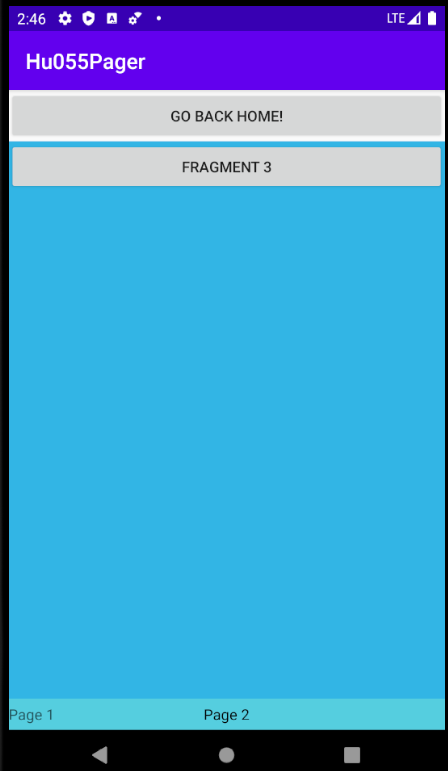 2:46 A LTE
Hu055Pager
GO BACK HOME!
FRAGMENT 3
Page 1 Page 2